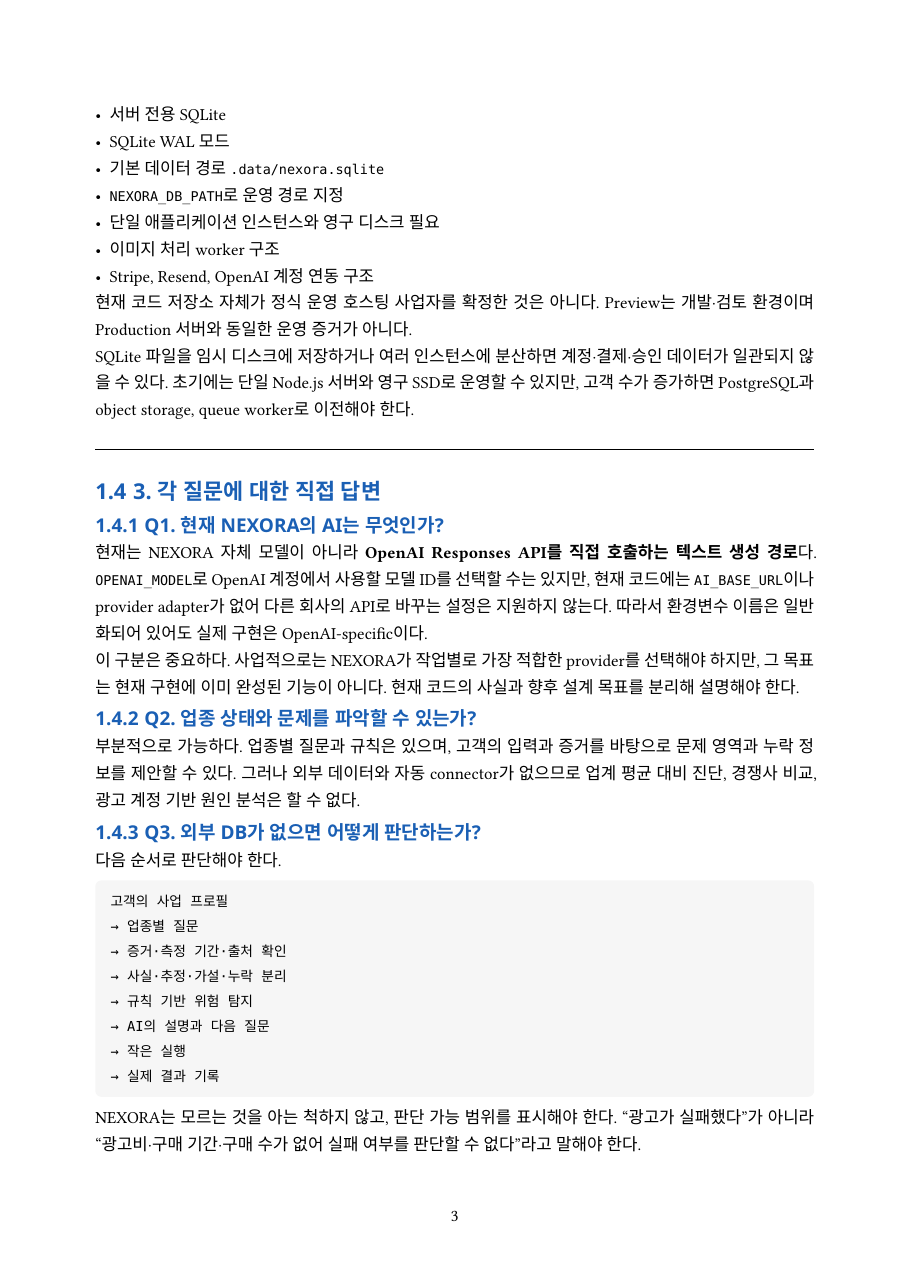 • 서버 전용 SQLite
• SQLite WAL 모드
• 기본 데이터 경로 .data/nexora.sqlite
• NEXORA_DB_PATH로 운영 경로 지정
• 단일 애플리케이션 인스턴스와 영구 디스크 필요
• 이미지 처리 worker 구조
• Stripe, Resend, OpenAI 계정 연동 구조
현재 코드 저장소 자체가 정식 운영 호스팅 사업자를 확정한 것은 아니다. Preview는 개발·검토 환경이며
Production 서버와 동일한 운영 증거가 아니다.
SQLite 파일을 임시 디스크에 저장하거나 여러 인스턴스에 분산하면 계정·결제·승인 데이터가 일관되지 않
을 수 있다. 초기에는 단일 Node.js 서버와 영구 SSD로 운영할 수 있지만, 고객 수가 증가하면 PostgreSQL과
object storage, queue worker로 이전해야 한다.
1.4 3. 각 질문에 대한 직접 답변
1.4.1 Q1. 현재 NEXORA의 AI는 무엇인가?
현재는 NEXORA 자체 모델이 아니라 OpenAI Responses API를 직접 호출하는 텍스트 생성 경로다.
OPENAI_MODEL로 OpenAI 계정에서 사용할 모델 ID를 선택할 수는 있지만, 현재 코드에는 AI_BASE_URL이나
provider adapter가 없어 다른 회사의 API로 바꾸는 설정은 지원하지 않는다. 따라서 환경변수 이름은 일반
화되어 있어도 실제 구현은 OpenAI-specific이다.
이 구분은 중요하다. 사업적으로는 NEXORA가 작업별로 가장 적합한 provider를 선택해야 하지만, 그 목표
는 현재 구현에 이미 완성된 기능이 아니다. 현재 코드의 사실과 향후 설계 목표를 분리해 설명해야 한다.
1.4.2 Q2. 업종 상태와 문제를 파악할 수 있는가?
부분적으로 가능하다. 업종별 질문과 규칙은 있으며, 고객의 입력과 증거를 바탕으로 문제 영역과 누락 정
보를 제안할 수 있다. 그러나 외부 데이터와 자동 connector가 없으므로 업계 평균 대비 진단, 경쟁사 비교,
광고 계정 기반 원인 분석은 할 수 없다.
1.4.3 Q3. 외부 DB가 없으면 어떻게 판단하는가?
다음 순서로 판단해야 한다.
고객의 사업 프로필
→ 업종별 질문
→ 증거·측정 기간·출처 확인
→ 사실·추정·가설·누락 분리
→ 규칙 기반 위험 탐지
→ AI의 설명과 다음 질문
→ 작은 실행
→ 실제 결과 기록
NEXORA는 모르는 것을 아는 척하지 않고, 판단 가능 범위를 표시해야 한다. “광고가 실패했다”가 아니라
“광고비·구매 기간·구매 수가 없어 실패 여부를 판단할 수 없다”라고 말해야 한다.
3